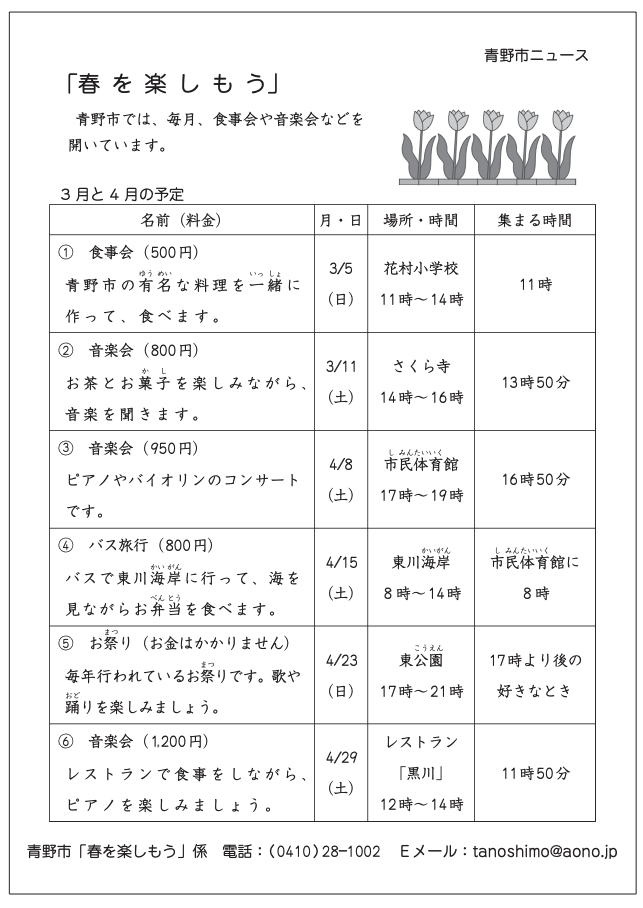 青野市ニュース
「春を楽しもう」
青野市では、毎月、食事会や音楽会などを
開いています。
3月と4月の予定
名前（料金） 月・日 場所・時間 集まる時間
① 食事会（500円）
ゆうめい いっしょ
青野市の有名な料理を一緒に
作って、食べます。
3/5
（日）
花村小学校
11時〜14時
11時
② 音楽会（800円）
かし
お茶とお菓子を楽しみながら、
音楽を聞きます。
3/11
（土）
さくら寺
14時〜16時
13時50分
③ 音楽会（950円）
ピアノやバイオリンのコンサート
です。
4/8
（土）
しみんたいいく
市民体育館
17時〜19時
16時50分
④ バス旅行（800円）
かいがん
バスで東川海岸に行って、海を
べんとう
見ながらお弁当を食べます。
4/15
（土）
かいがん
東川海岸
8時〜14時
しみんたいいく
市民体育館に
8時
まつ
⑤ お祭り（お金はかかりません）
まつ
毎年行われているお祭りです。歌や
おど
踊りを楽しみましょう。
4/23
（日）
こうえん
東公園
17時〜21時
17時より後の
好きなとき
⑥ 音楽会（1,200円）
レストランで食事をしながら、
ピアノを楽しみましょう。
4/29
（土）
レストラン
「黒川」
12時〜14時
11時50分
青野市「春を楽しもう」係 電話：（0410）28−1002 Eメール：tanoshimo@aono.jp